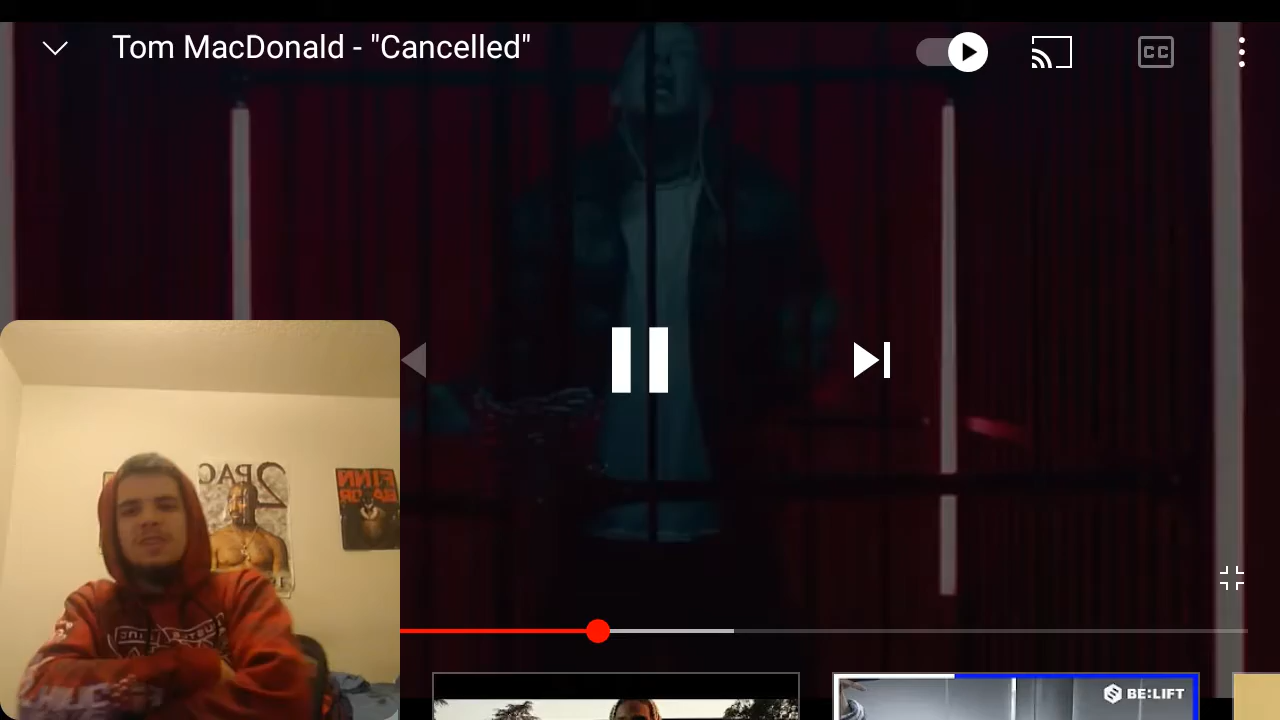 Tom MacDonald - "Cancelled"
CC
2PAC
FINN
BALOR
BE:LIFT